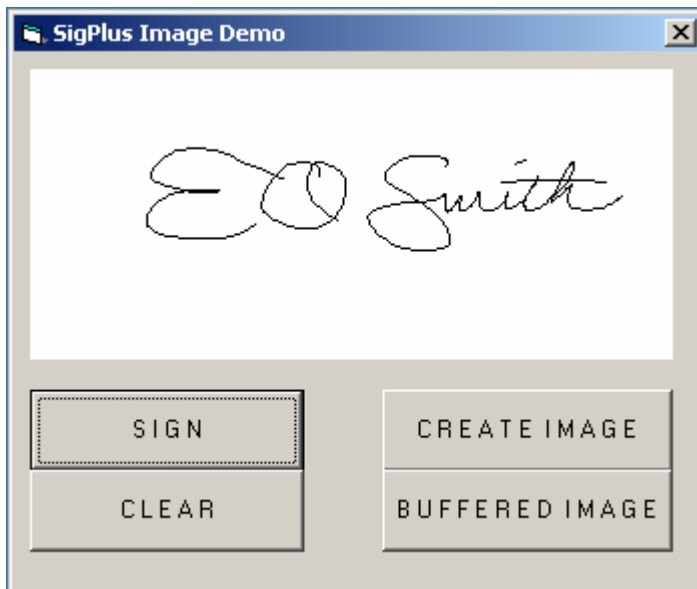 SigPlus Image Demo
EO Smith
SIGN
CREATE IMAGE
CLEAR
BUFFERED IMAGE